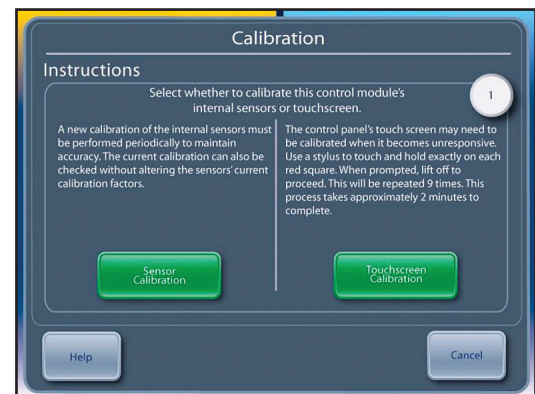 Calibration
Instructions
Select whether to calibrate this control module's
internal sensors or touchscreen.
1
A new calibration of the internal sensors must
be performed periodically to maintain
accuracy. The current calibration can also be
checked without altering the sensors' current
calibration factors.
The control panel's touch screen may need to
be calibrated when it becomes unresponsive.
Use a stylus to touch and hold exactly on each
red square. When prompted, lift off to
proceed. This will be repeated 9 times. This
process takes approximately 2 minutes to
complete.
Sensor
Calibration
Touchscreen
Calibration
Help
Cancel